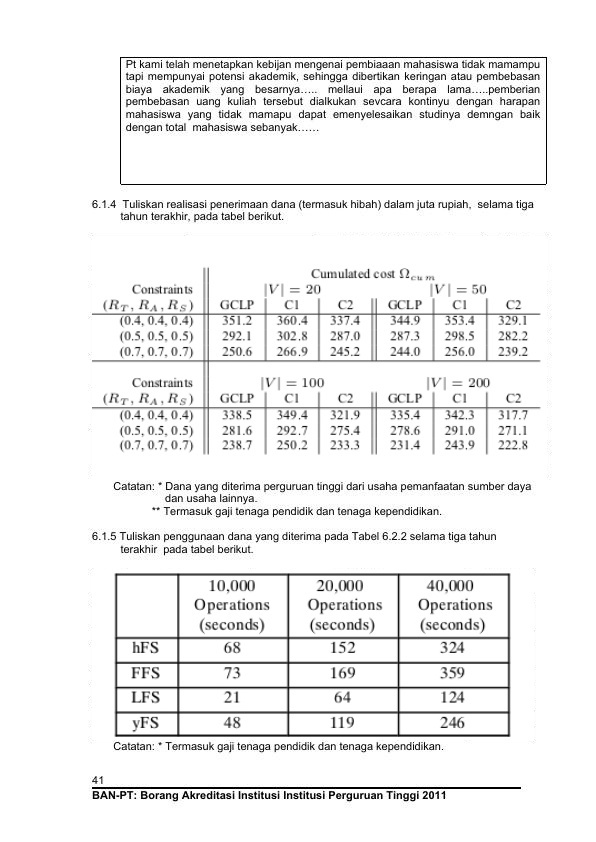 Pt kami telah menetapkan kebijan mengenai pembiaaan mahasiswa tidak mamampu
tapi mempunyai potensi akademik, sehingga dibertikan keringan atau pembebasan
biaya akademik yang besarnya….. mellaui apa berapa lama…..pemberian
pembebasan uang kuliah tersebut dialkukan sevcara kontinyu dengan harapan
mahasiswa yang tidak mamapu dapat emenyelesaikan studinya demngan baik
dengan total mahasiswa sebanyak……
6.1.4 Tuliskan realisasi penerimaan dana (termasuk hibah) dalam juta rupiah, selama tiga
tahun terakhir, pada tabel berikut.
Cumulated cost Ω_cum
Constraints |V| = 20 |V| = 50
(R_T, R_A, R_S) GCLP C1 C2 GCLP C1 C2
(0.4, 0.4, 0.4) 351.2 360.4 337.4 344.9 353.4 329.1
(0.5, 0.5, 0.5) 292.1 302.8 287.0 287.3 298.5 282.2
(0.7, 0.7, 0.7) 250.6 266.9 245.2 244.0 256.0 239.2
Constraints |V| = 100 |V| = 200
(R_T, R_A, R_S) GCLP C1 C2 GCLP C1 C2
(0.4, 0.4, 0.4) 338.5 349.4 321.9 335.4 342.3 317.7
(0.5, 0.5, 0.5) 281.6 292.7 275.4 278.6 291.0 271.1
(0.7, 0.7, 0.7) 238.7 250.2 233.3 231.4 243.9 222.8
Catatan: * Dana yang diterima perguruan tinggi dari usaha pemanfaatan sumber daya
dan usaha lainnya.
** Termasuk gaji tenaga pendidik dan tenaga kependidikan.
6.1.5 Tuliskan penggunaan dana yang diterima pada Tabel 6.2.2 selama tiga tahun
terakhir pada tabel berikut.
10,000 20,000 40,000
Operations Operations Operations
(seconds) (seconds) (seconds)
hFS 68 152 324
FFS 73 169 359
LFS 21 64 124
yFS 48 119 246
Catatan: * Termasuk gaji tenaga pendidik dan tenaga kependidikan.
41
BAN-PT: Borang Akreditasi Institusi Institusi Perguruan Tinggi 2011